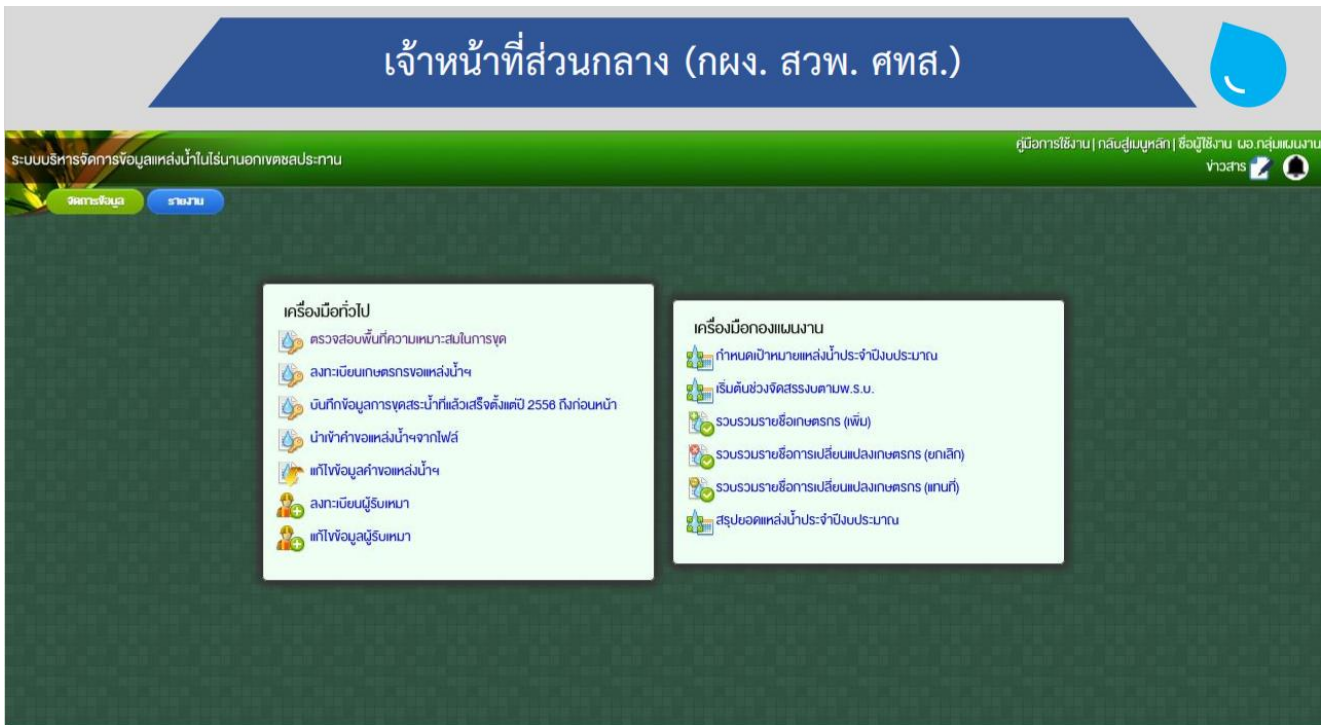 เจ้าหน้าที่ส่วนกลาง (กผง. สวพ. ศทส.)
คู่มือการใช้งาน | กลับสู่เมนูหลัก | ชื่อผู้ใช้งาน ผอ.กลุ่มแผนงาน
ระบบบริหารจัดการข้อมูลแหล่งน้ำในไร่นานอกเขตชลประทาน
ข่าวสาร
จัดการข้อมูล
รายงาน
เครื่องมือทั่วไป
ตรวจสอบพื้นที่ความเหมาะสมในการขุด
ลงทะเบียนเกษตรกรขอแหล่งน้ำฯ
บันทึกข้อมูลการขุดสระน้ำที่แล้วเสร็จตั้งแต่ปี 2556 ถึงก่อนหน้า
นำเข้าคำขอแหล่งน้ำฯจากไฟล์
แก้ไขข้อมูลคำขอแหล่งน้ำฯ
ลงทะเบียนผู้รับเหมา
แก้ไขข้อมูลผู้รับเหมา
เครื่องมือกองแผนงาน
กำหนดเป้าหมายแหล่งน้ำประจำปีงบประมาณ
เริ่มต้นช่วงจัดสรรงบตามพ.ร.บ.
รวบรวมรายชื่อเกษตรกร (เพิ่ม)
รวบรวมรายชื่อการเปลี่ยนแปลงเกษตรกร (ยกเลิก)
รวบรวมรายชื่อการเปลี่ยนแปลงเกษตรกร (แทนที่)
สรุปยอดแหล่งน้ำประจำปีงบประมาณ